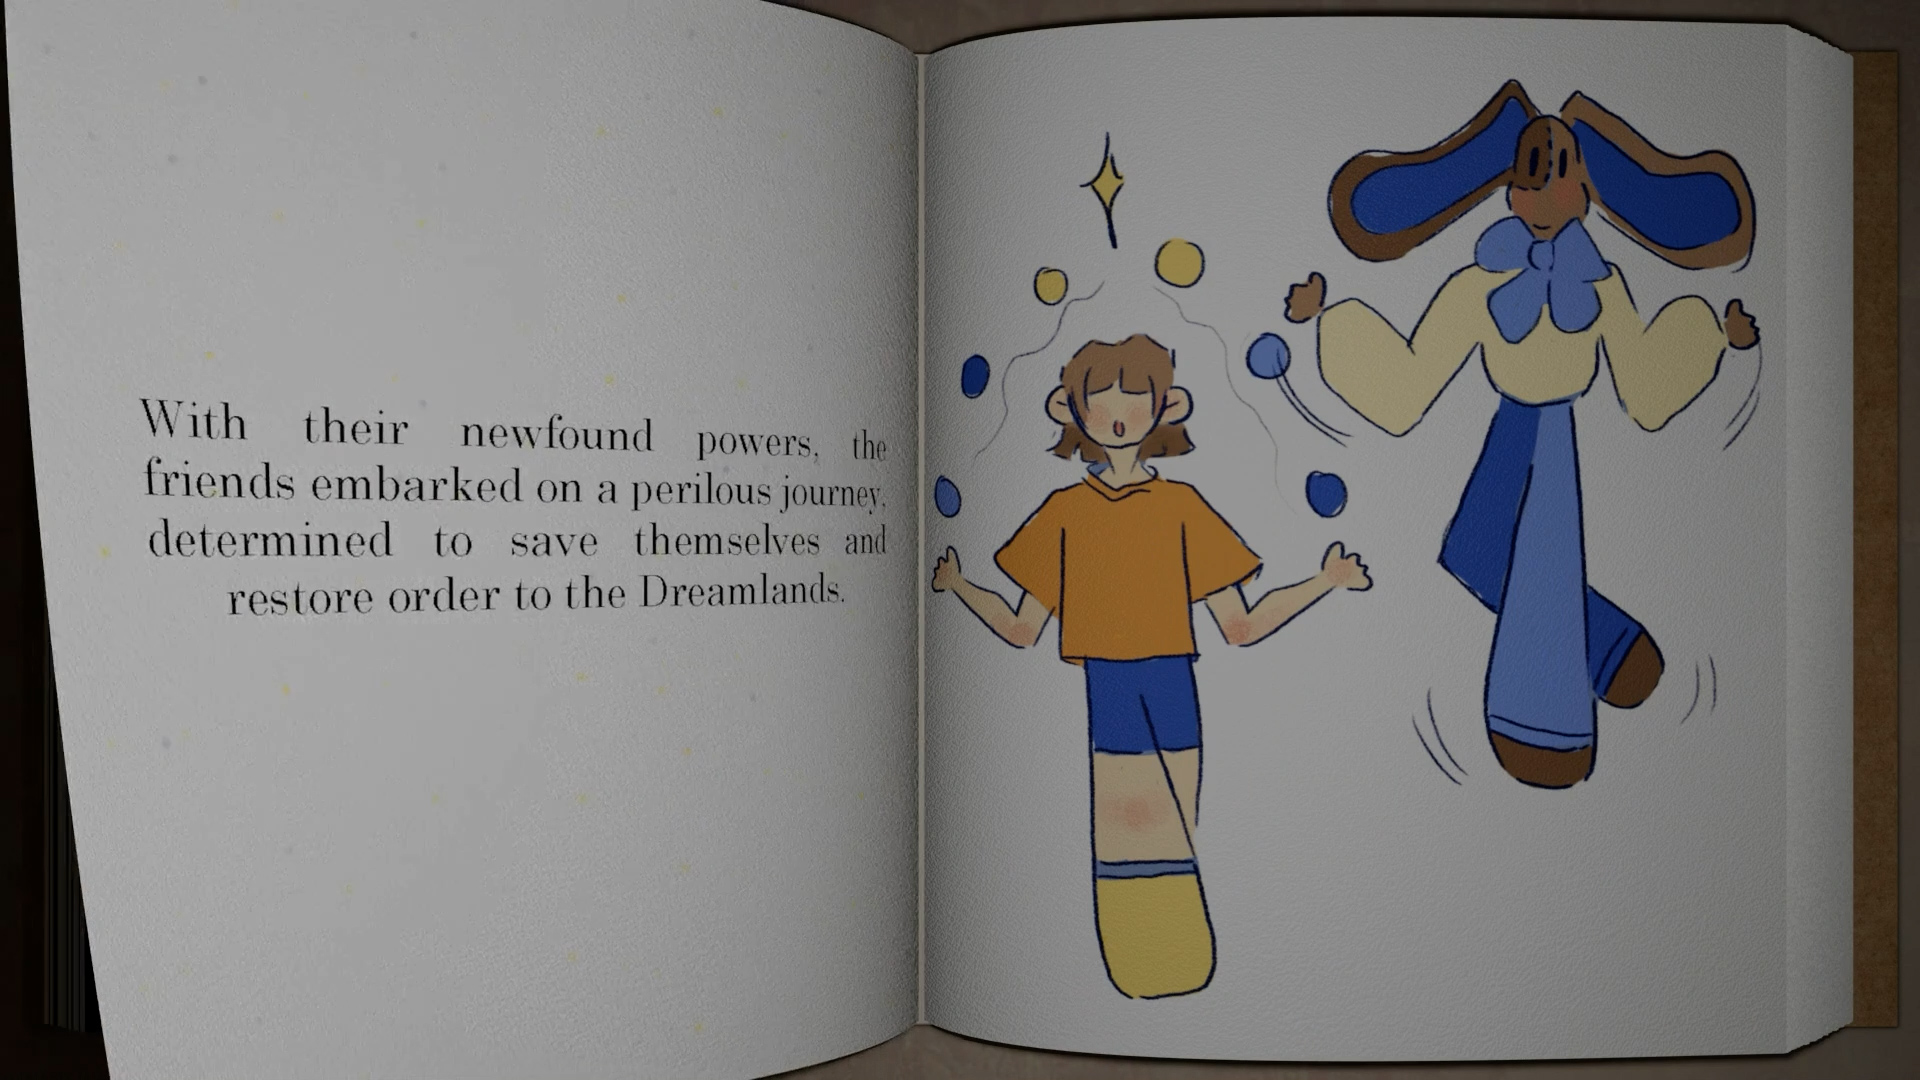 With their newfound powers, the
friends embarked on a perilous journey,
determined to save themselves and
restore order to the Dreamlands.